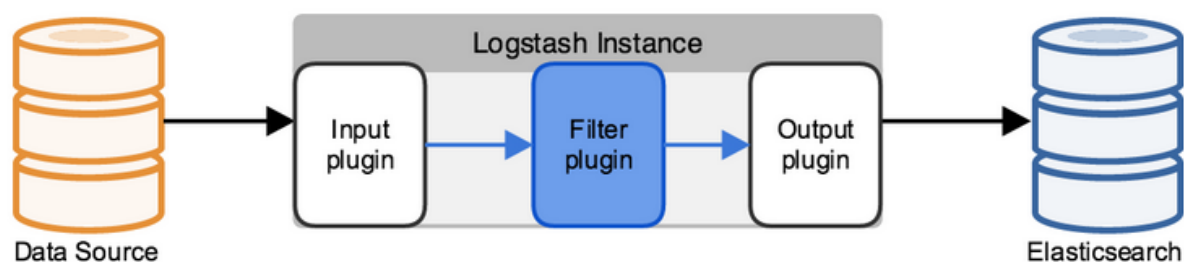 Logstash Instance
Input
plugin
Filter
plugin
Output
plugin
Data Source
Elasticsearch